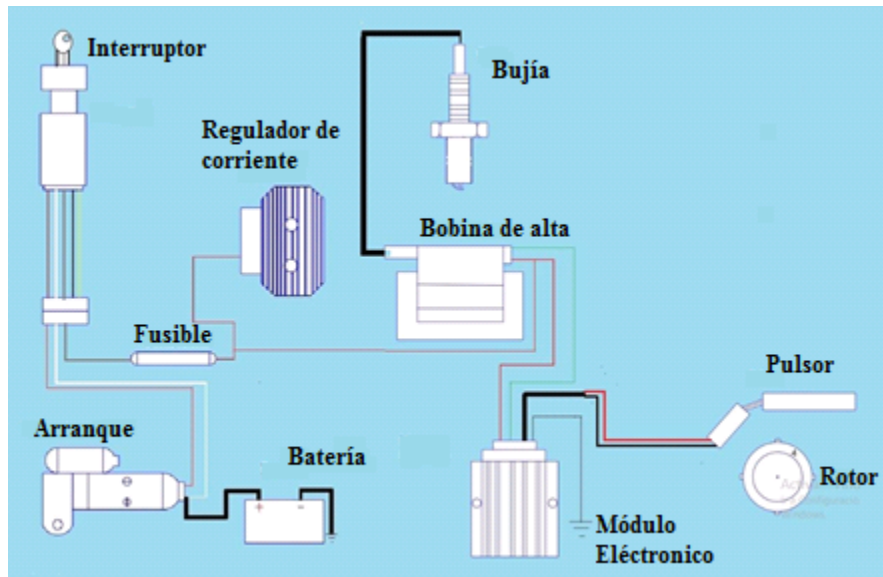 Interruptor
Bujía
Regulador de
corriente
Bobina de alta
Fusible
Pulsor
Arranque
Batería
+ -
Rotor
Módulo
Eléctronico